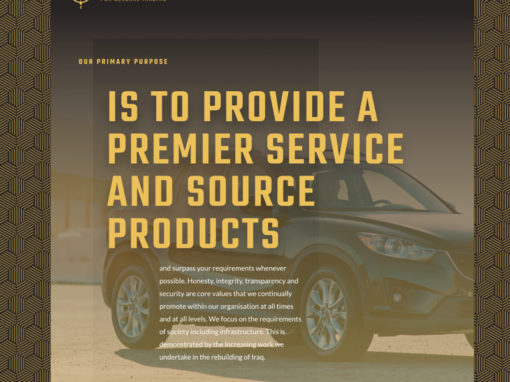 OUR PRIMARY PURPOSE
IS TO PROVIDE A
PREMIER SERVICE
AND SOURCE
PRODUCTS
and surpass your requirements whenever
possible. Honesty, integrity, transparency and
security are core values that we continually
promote within our organisation at all times
and at all levels. We focus on the requirements
of society including infrastructure. This is
demonstrated by the increasing work we
undertake in the rebuilding of Iraq.